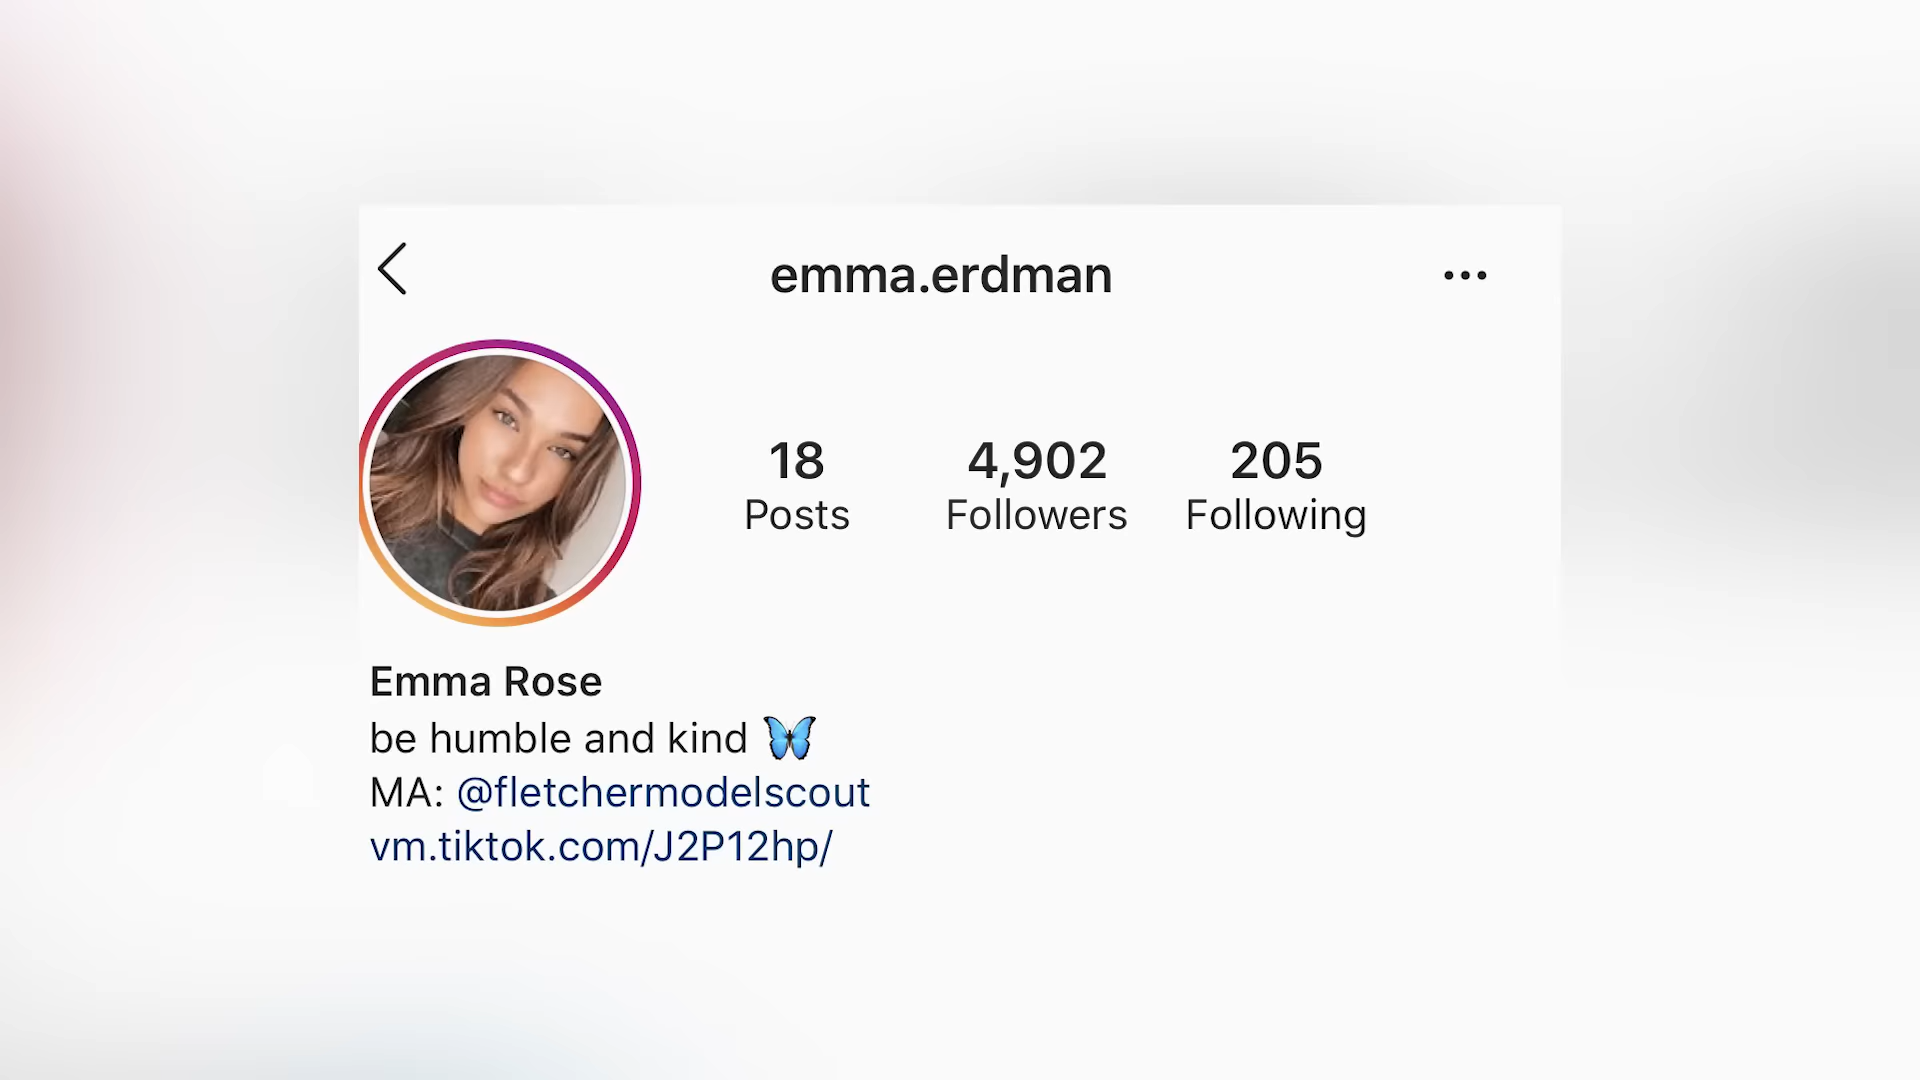 emma.erdman
18 4,902 205
Posts Followers Following
Emma Rose
be humble and kind 🦋
MA: @fletchermodelscout
vm.tiktok.com/J2P12hp/